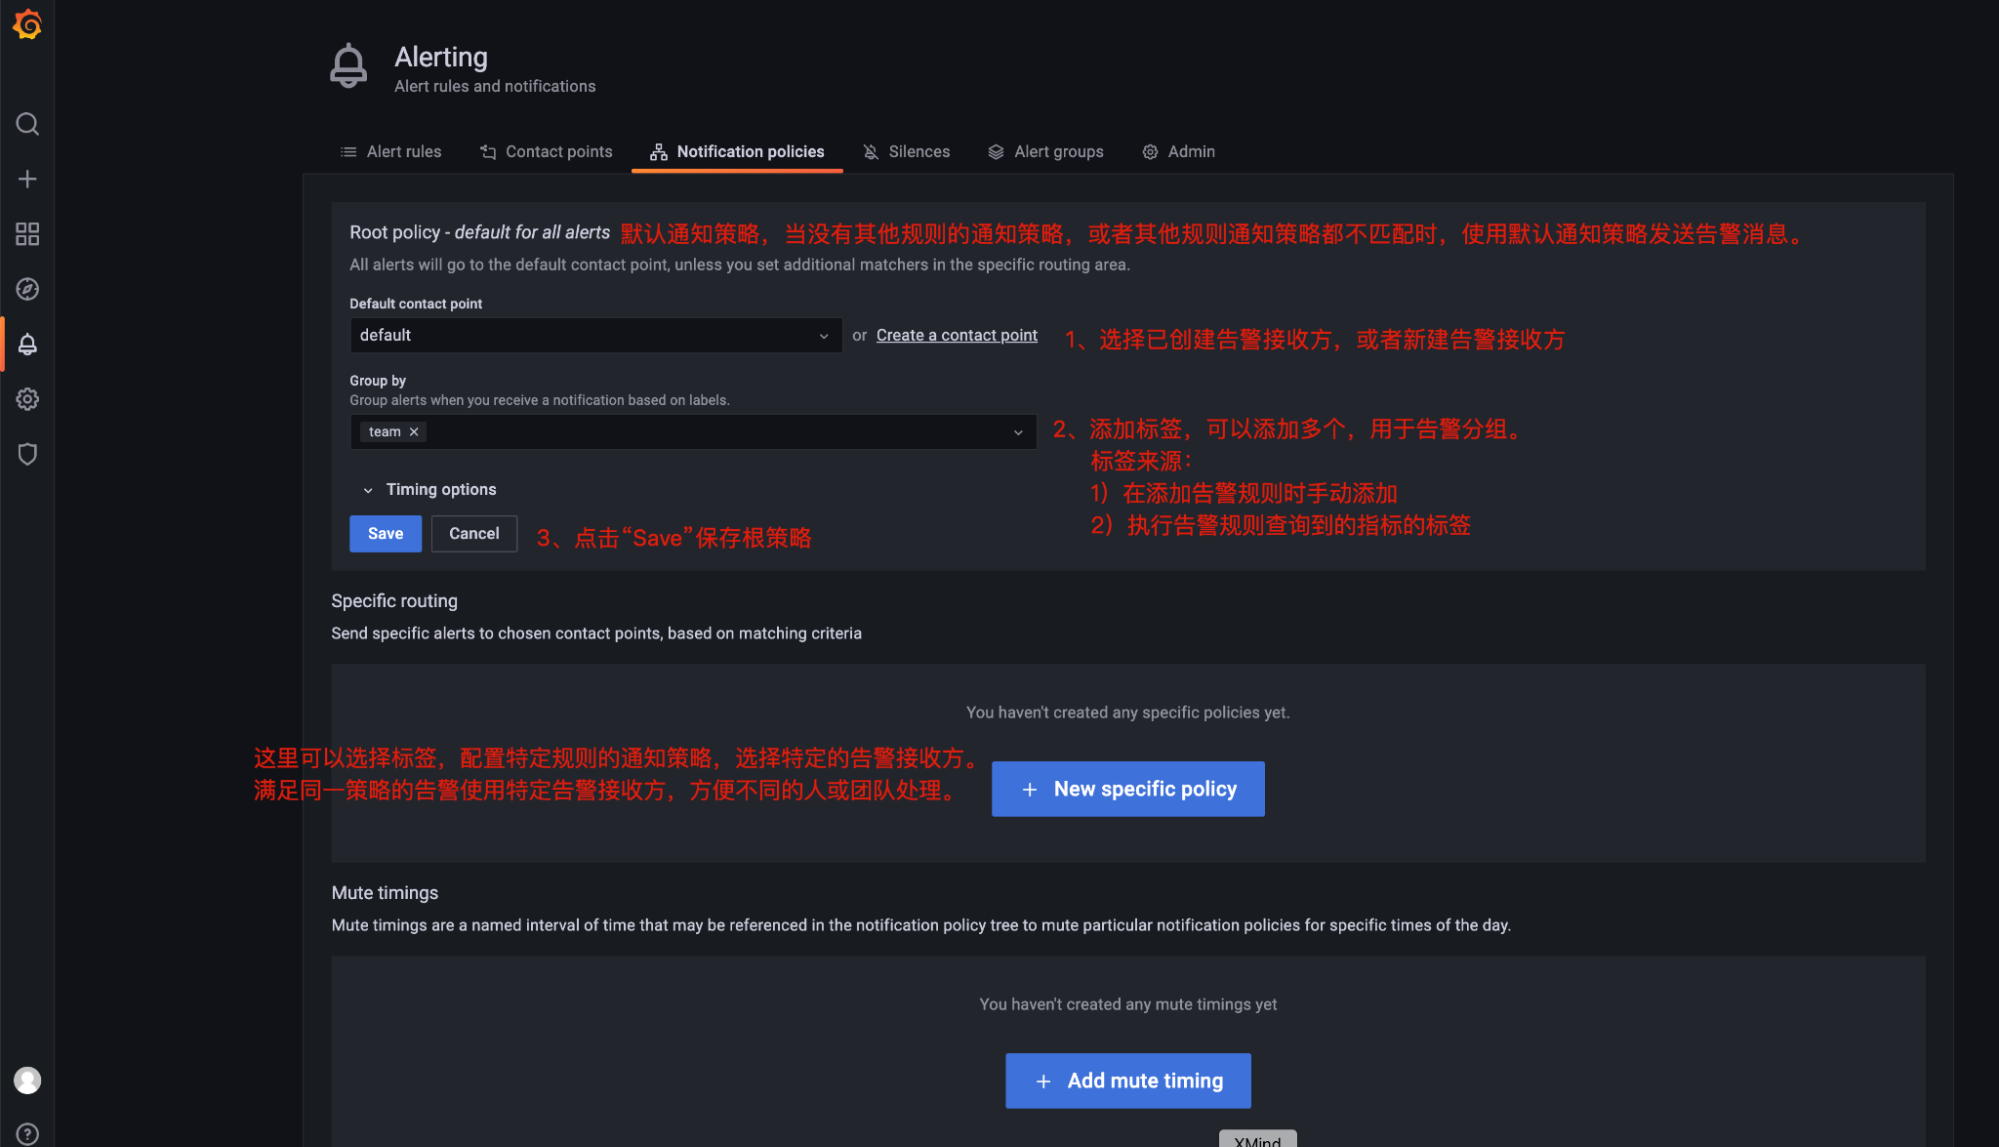 Alerting
Alert rules and notifications
Alert rules
Contact points
Notification policies
Silences
Alert groups
Admin
Root policy - default for all alerts
默认通知策略，当没有其他规则的通知策略，或者其他规则通知策略都不匹配时，使用默认通知策略发送告警消息。
All alerts will go to the default contact point, unless you set additional matchers in the specific routing area.
Default contact point
default
or Create a contact point
1、选择已创建告警接收方，或者新建告警接收方
Group by
Group alerts when you receive a notification based on labels.
team
2、添加标签，可以添加多个，用于告警分组。
标签来源：
1）在添加告警规则时手动添加
2）执行告警规则查询到的指标的标签
Timing options
Save
Cancel
3、点击“Save”保存根策略
Specific routing
Send specific alerts to chosen contact points, based on matching criteria
You haven't created any specific policies yet.
这里可以选择标签，配置特定规则的通知策略，选择特定的告警接收方。
满足同一策略的告警使用特定告警接收方，方便不同的人或团队处理。
+ New specific policy
Mute timings
Mute timings are a named interval of time that may be referenced in the notification policy tree to mute particular notification policies for specific times of the day.
You haven't created any mute timings yet
+ Add mute timing
XMind